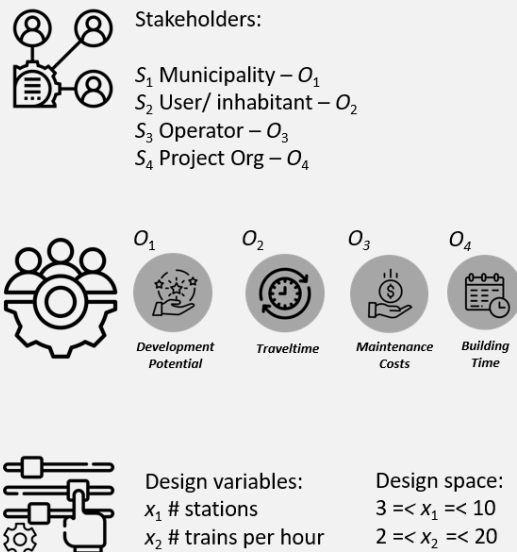 Stakeholders:
S₁ Municipality – O₁
S₂ User/ inhabitant – O₂
S₃ Operator – O₃
S₄ Project Org – O₄
O₁ O₂ O₃ O₄
Development Potential Traveltime Maintenance Costs Building Time
Design variables:
x₁ # stations
x₂ # trains per hour
Design space:
3 =< x₁ =< 10
2 =< x₂ =< 20